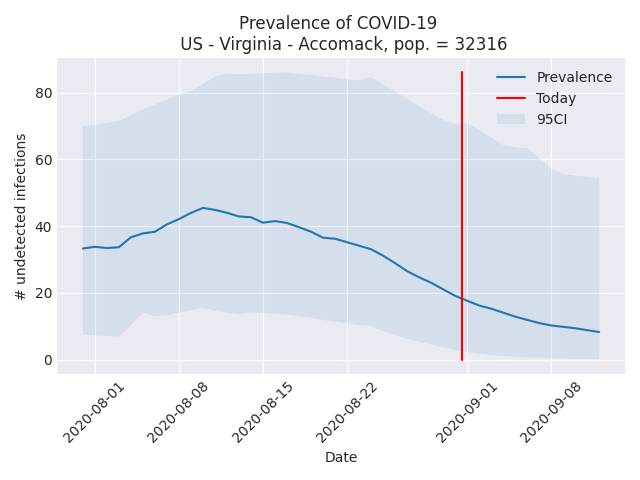 Prevalence of COVID-19
US - Virginia - Accomack, pop. = 32316
Prevalence
Today
95CI
# undetected infections
80
60
40
20
0
2020-08-01
2020-08-08
2020-08-15
2020-08-22
2020-09-01
2020-09-08
Date